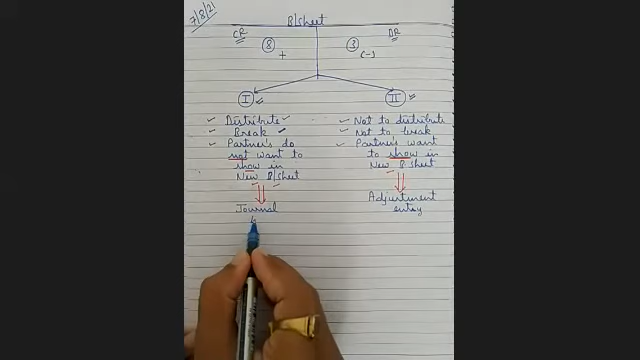 7/8/21
B/Sheet
CR DR
8 3
+ (-)
I II
Distribute
Break
Partner's do
not want to
show in
New B/Sheet
Journal
Not to distribute
Not to break
Partner's want
to show in
New B Sheet
Adjustment
entry